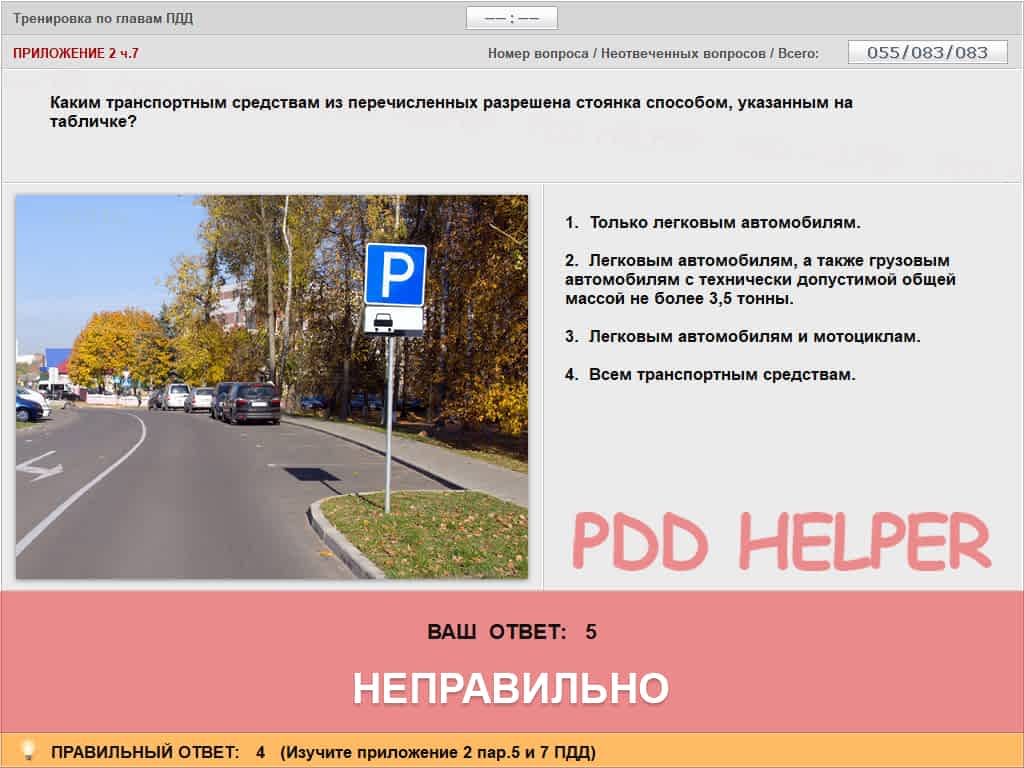 Тренировка по главам ПДД
—— : ——
ПРИЛОЖЕНИЕ 2 ч.7
Номер вопроса / Неотвеченных вопросов / Всего:
055/083/083
Каким транспортным средствам из перечисленных разрешена стоянка способом, указанным на
табличке?
1. Только легковым автомобилям.
2. Легковым автомобилям, а также грузовым
автомобилям с технически допустимой общей
массой не более 3,5 тонны.
3. Легковым автомобилям и мотоциклам.
4. Всем транспортным средствам.
P
PDD HELPER
ВАШ ОТВЕТ: 5
НЕПРАВИЛЬНО
ПРАВИЛЬНЫЙ ОТВЕТ: 4 (Изучите приложение 2 пар.5 и 7 ПДД)